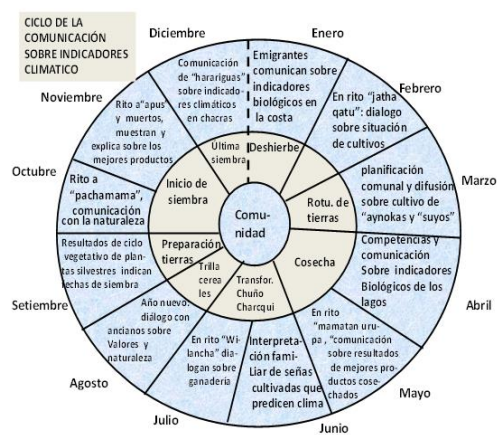 CICLO DE LA
COMUNICACIÓN
SOBRE INDICADORES
CLIMATICO
Diciembre
Enero
Febrero
Marzo
Abril
Mayo
Junio
Julio
Agosto
Setiembre
Octubre
Noviembre
Emigrantes
comunican sobre
indicadores
biológicos en
la costa
En rito "jatha
qatu": dialogo
sobre situación
de cultivos
planificación
comunal y difusión
sobre cultivo de
"aynokas y "suyos"
Competencias y
comunicación
Sobre indicadores
Biológicos de los
lagos
En rito
"mamatan uru-
pa, "comunicación
sobre resultados
de mejores pro-
ductos cose-
chados
Interpreta-
ción fami-
Liar de señas
cultivadas que
predicen clima
En rito "Wi-
lancha" dia-
logan sobre
ganadería
Año nuevo:
diálogo con
ancianos sobre
Valores y
naturaleza
Resultados de ciclo
vegetativo de plan-
tas silvestres indican
fechas de siembra
Rito a
"pachamama",
comunicación
con la naturaleza
Rito a"apus"
y muertos,
muestran y
explica sobre los
mejores productos
Comunicación
de "harariguas"
sobre indicado-
res climáticos
en chacras
Última
siembra
Deshierbe
Rotu. de
tierras
Cosecha
Transfor.
Chuño
Charcqui
Trilla
cerea
les
Preparación
tierras
Inicio de
siembra
Comu-
nidad